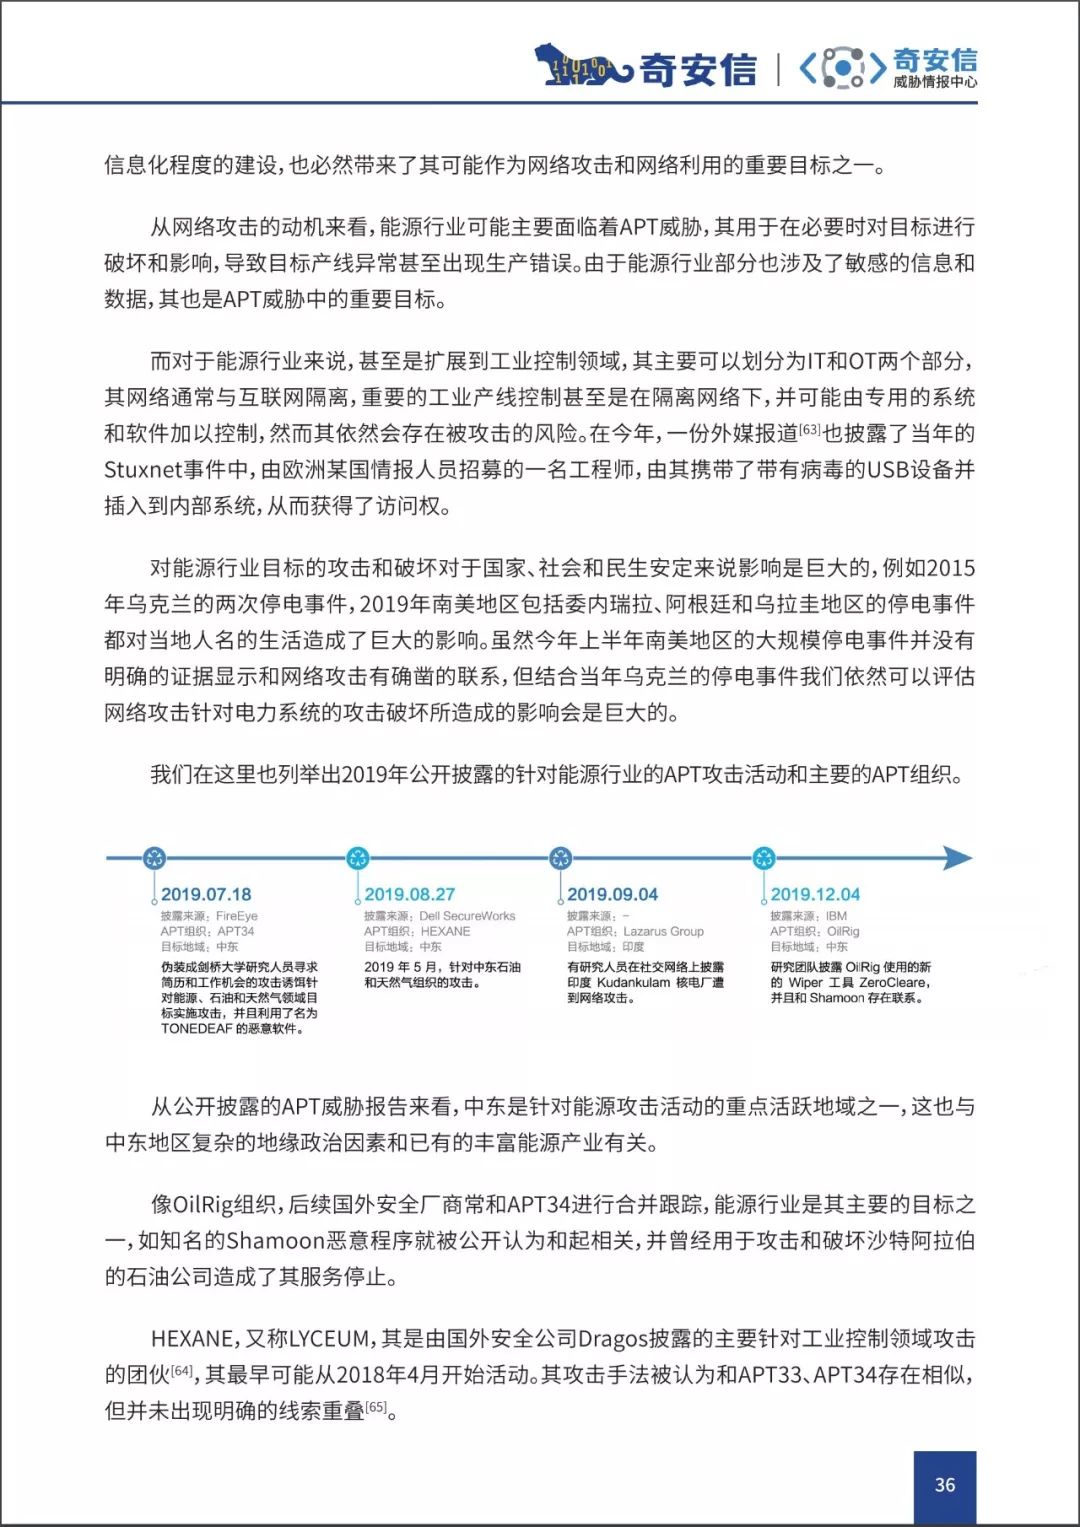 奇安信
奇安信
威胁情报中心
信息化程度的建设，也必然带来了其可能作为网络攻击和网络利用的重要目标之一。
从网络攻击的动机来看，能源行业可能主要面临着APT威胁，其用于在必要时对目标进行
破坏和影响，导致目标产线异常甚至出现生产错误。由于能源行业部分也涉及了敏感的信息和
数据，其也是APT威胁中的重要目标。
而对于能源行业来说，甚至是扩展到工业控制领域，其主要可以划分为IT和OT两个部分，
其网络通常与互联网隔离，重要的工业产线控制甚至是在隔离网络下，并可能由专用的系统
和软件加以控制，然而其依然会存在被攻击的风险。在今年，一份外媒报道[63]也披露了当年的
Stuxnet事件中，由欧洲某国情报人员招募的一名工程师，由其携带了带有病毒的USB设备并
插入到内部系统，从而获得了访问权。
对能源行业目标的攻击和破坏对于国家、社会和民生安定来说影响是巨大的，例如2015
年乌克兰的两次停电事件，2019年南美地区包括委内瑞拉、阿根廷和乌拉圭地区的停电事件
都对当地人名的生活造成了巨大的影响。虽然今年上半年南美地区的大规模停电事件并没有
明确的证据显示和网络攻击有确凿的联系，但结合当年乌克兰的停电事件我们依然可以评估
网络攻击针对电力系统的攻击破坏所造成的影响会是巨大的。
我们在这里也列举出2019年公开披露的针对能源行业的APT攻击活动和主要的APT组织。
2019.07.18
披露来源：FireEye
APT组织：APT34
目标地域：中东
伪装成剑桥大学研究人员寻求
简历和工作机会的攻击诱饵针
对能源、石油和天然气领域目
标实施攻击，并且利用了名为
TONEDEAF 的恶意软件。
2019.08.27
披露来源：Dell SecureWorks
APT组织：HEXANE
目标地域：中东
2019 年 5 月，针对中东石油
和天然气组织的攻击。
2019.09.04
披露来源：–
APT组织：Lazarus Group
目标地域：印度
有研究人员在社交网络上披露
印度 Kudankulam 核电厂遭
到网络攻击。
2019.12.04
披露来源：IBM
APT组织：OilRig
目标地域：中东
研究团队披露 OilRig 使用的新
的 Wiper 工具 ZeroCleare，
并且和 Shamoon 存在联系。
从公开披露的APT威胁报告来看，中东是针对能源攻击活动的重点活跃地域之一，这也与
中东地区复杂的地缘政治因素和已有的丰富能源产业有关。
像OilRig组织，后续国外安全厂商常和APT34进行合并跟踪，能源行业是其主要的目标之
一，如知名的Shamoon恶意程序就被公开认为和起相关，并曾经用于攻击和破坏沙特阿拉伯
的石油公司造成了其服务停止。
HEXANE，又称LYCEUM，其是由国外安全公司Dragos披露的主要针对工业控制领域攻击
的团伙[64]，其最早可能从2018年4月开始活动。其攻击手法被认为和APT33、APT34存在相似，
但并未出现明确的线索重叠[65]。
36